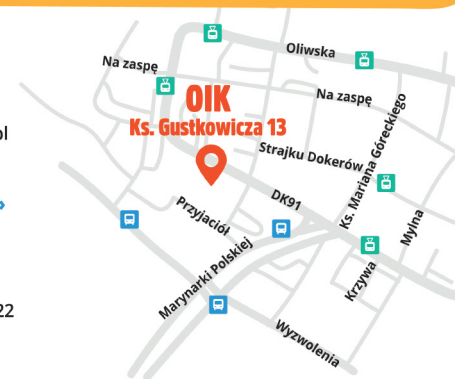 Oliwska
Na zaspę
OIK
Ks. Gustkowicza 13
Na zaspę
ol
Strajku Dokerów
Ks. Mariana Góreckiego
DK91
Przyjaciół
Mylna
Marynarki Polskiej
Krzywa
22
Wyzwolenia